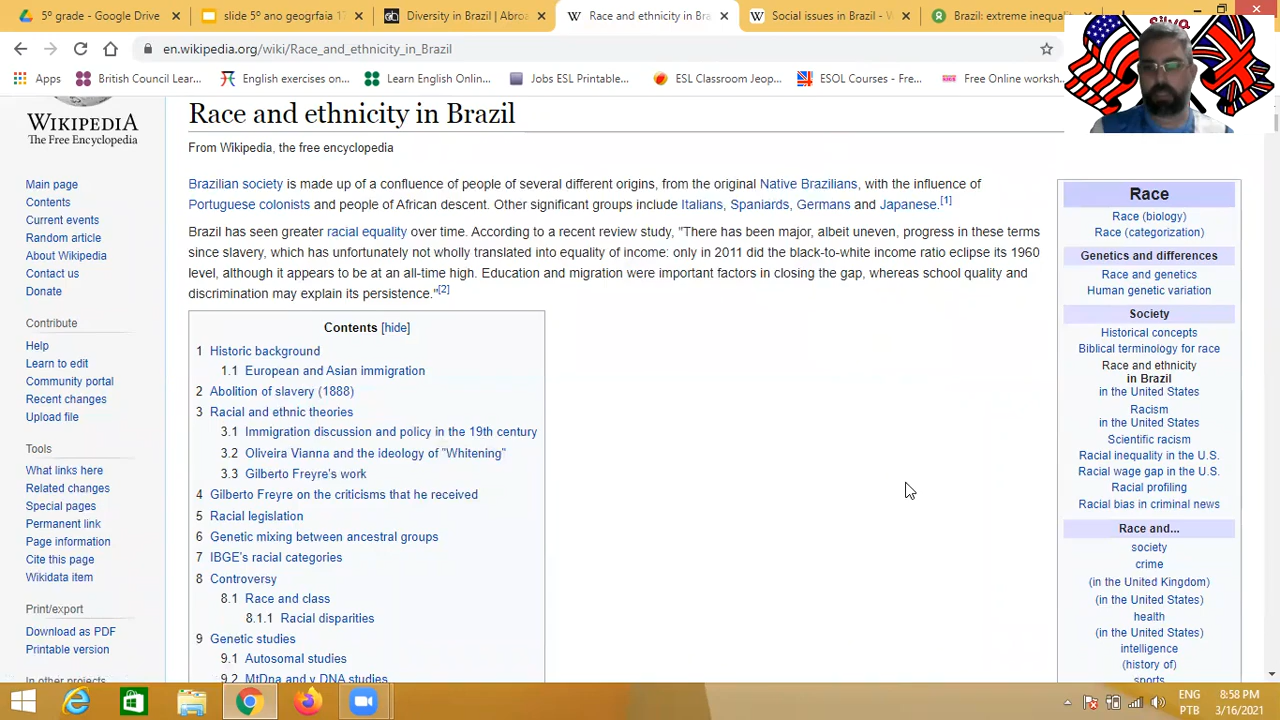 5º grade - Google Drive
slide 5º ano geogrfaia 17
Diversity in Brazil | Abroa
Race and ethnicity in Bra
Social issues in Brazil - W
Brazil: extreme inequa
Silva
en.wikipedia.org/wiki/Race_and_ethnicity_in_Brazil
Apps
British Council Lear...
English exercises on...
Learn English Online...
Jobs ESL Printable...
ESL Classroom Jeop...
ESOL Courses - Fre...
Free Online worksh...
WIKIPEDIA
The Free Encyclopedia
Main page
Contents
Current events
Random article
About Wikipedia
Contact us
Donate
Contribute
Help
Learn to edit
Community portal
Recent changes
Upload file
Tools
What links here
Related changes
Special pages
Permanent link
Page information
Cite this page
Wikidata item
Print/export
Download as PDF
Printable version
In other projects
Race and ethnicity in Brazil
From Wikipedia, the free encyclopedia
Brazilian society is made up of a confluence of people of several different origins, from the original Native Brazilians, with the influence of
Portuguese colonists and people of African descent. Other significant groups include Italians, Spaniards, Germans and Japanese.[1]
Brazil has seen greater racial equality over time. According to a recent review study, "There has been major, albeit uneven, progress in these terms
since slavery, which has unfortunately not wholly translated into equality of income: only in 2011 did the black-to-white income ratio eclipse its 1960
level, although it appears to be at an all-time high. Education and migration were important factors in closing the gap, whereas school quality and
discrimination may explain its persistence."[2]
Contents [hide]
1 Historic background
1.1 European and Asian immigration
2 Abolition of slavery (1888)
3 Racial and ethnic theories
3.1 Immigration discussion and policy in the 19th century
3.2 Oliveira Vianna and the ideology of "Whitening"
3.3 Gilberto Freyre's work
4 Gilberto Freyre on the criticisms that he received
5 Racial legislation
6 Genetic mixing between ancestral groups
7 IBGE's racial categories
8 Controversy
8.1 Race and class
8.1.1 Racial disparities
9 Genetic studies
9.1 Autosomal studies
9.2 MtDna and y DNA studies
Race
Race (biology)
Race (categorization)
Genetics and differences
Race and genetics
Human genetic variation
Society
Historical concepts
Biblical terminology for race
Race and ethnicity
in Brazil
in the United States
Racism
in the United States
Scientific racism
Racial inequality in the U.S.
Racial wage gap in the U.S.
Racial profiling
Racial bias in criminal news
Race and...
society
crime
(in the United Kingdom)
(in the United States)
health
(in the United States)
intelligence
(history of)
sports
ENG
PTB
8:58 PM
3/16/2021